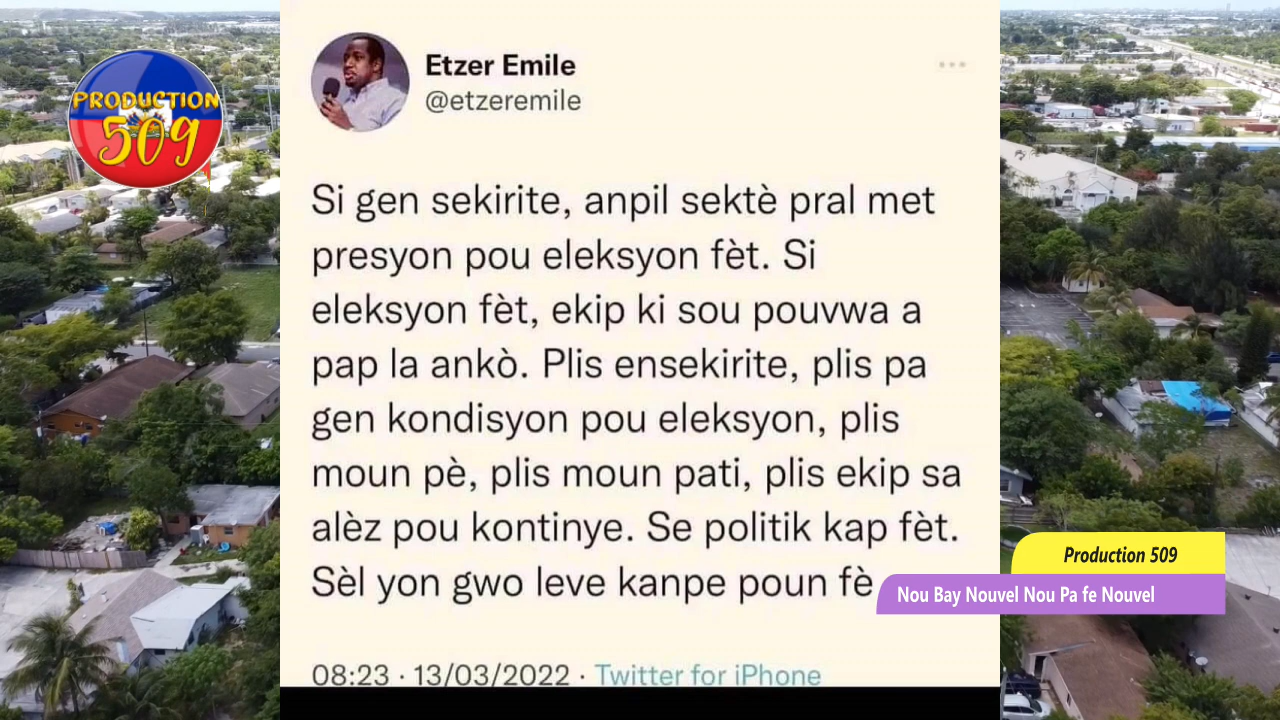 PRODUCTION
509
Etzer Emile
@etzeremile
Si gen sekirite, anpil sektè pral met
presyon pou eleksyon fèt. Si
eleksyon fèt, ekip ki sou pouvwa a
pap la ankò. Plis ensekirite, plis pa
gen kondisyon pou eleksyon, plis
moun pè, plis moun pati, plis ekip sa
alèz pou kontinye. Se politik kap fèt.
Sèl yon gwo leve kanpe poun fè
08:23 · 13/03/2022 · Twitter for iPhone
Production 509
Nou Bay Nouvel Nou Pa fe Nouvel